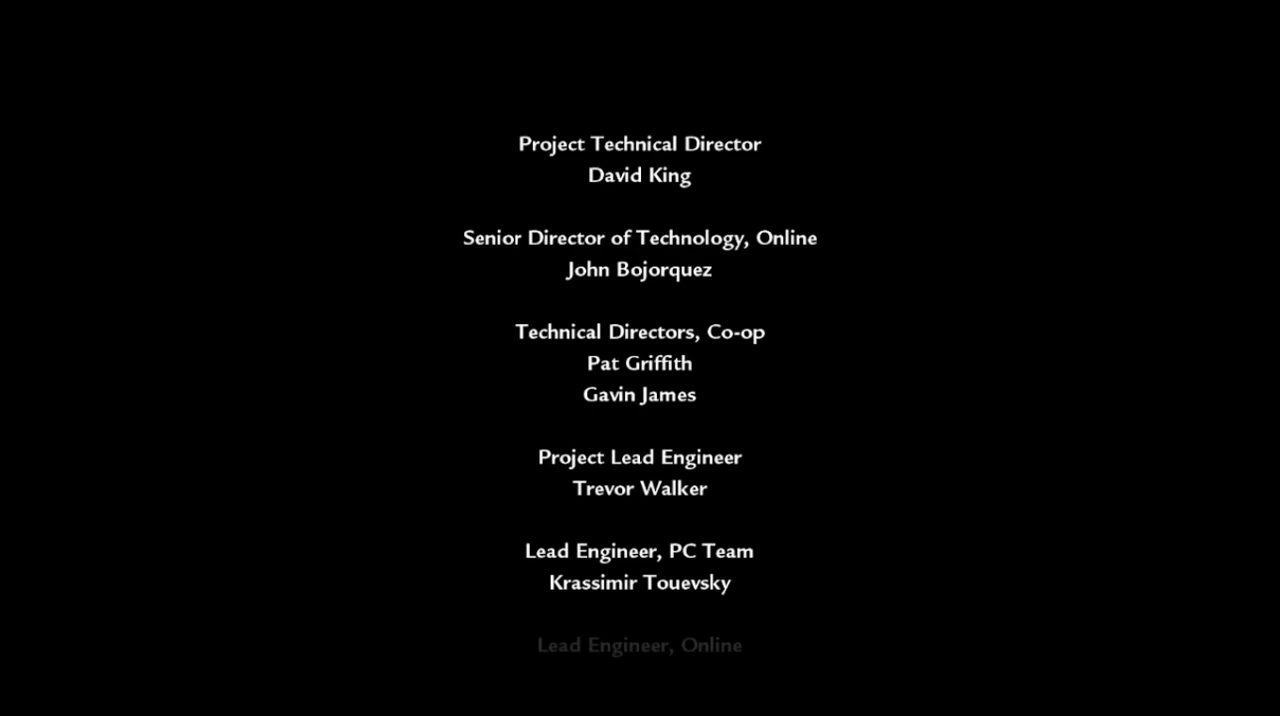 Project Technical Director
David King
Senior Director of Technology, Online
John Bojorquez
Technical Directors, Co-op
Pat Griffith
Gavin James
Project Lead Engineer
Trevor Walker
Lead Engineer, PC Team
Krassimir Touevsky
Lead Engineer, Online